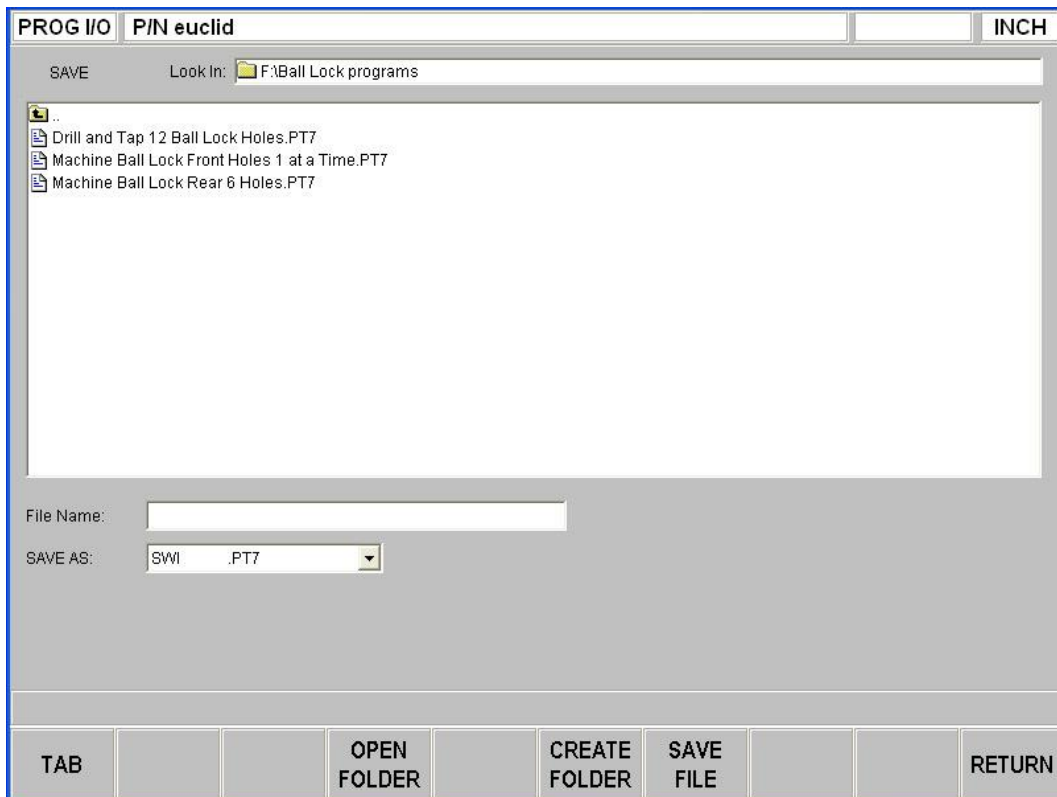 PROG I/O P/N euclid INCH
SAVE Look In: F:\Ball Lock programs
..
Drill and Tap 12 Ball Lock Holes.PT7
Machine Ball Lock Front Holes 1 at a Time.PT7
Machine Ball Lock Rear 6 Holes.PT7
File Name:
SAVE AS: SWI .PT7
TAB OPEN FOLDER CREATE FOLDER SAVE FILE RETURN